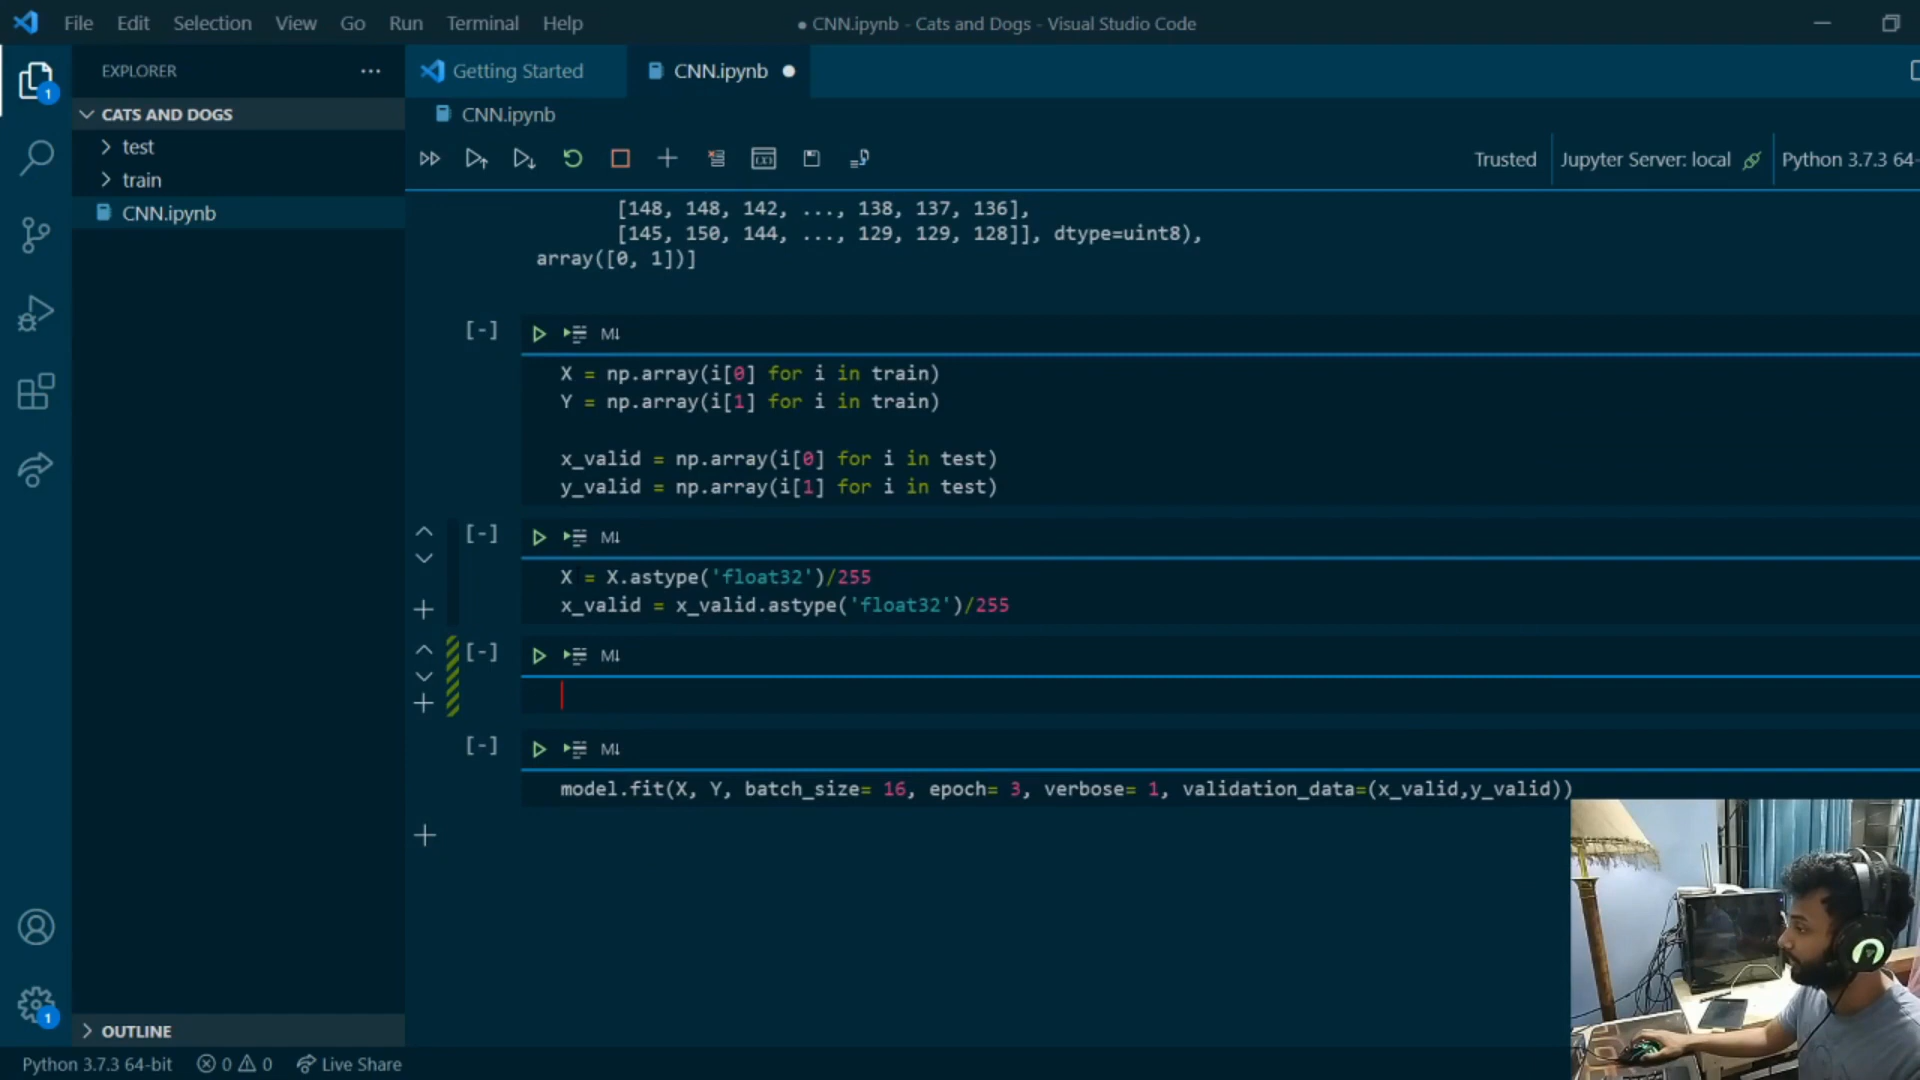 File Edit Selection View Go Run Terminal Help
● CNN.ipynb - Cats and Dogs - Visual Studio Code
EXPLORER
Getting Started
CNN.ipynb
1
CATS AND DOGS
test
train
CNN.ipynb
CNN.ipynb
Trusted
Jupyter Server: local
Python 3.7.3 64-
[148, 148, 142, ..., 138, 137, 136],
[145, 150, 144, ..., 129, 129, 128]], dtype=uint8),
array([0, 1])]
[-]
M↓
X = np.array(i[0] for i in train)
Y = np.array(i[1] for i in train)
x_valid = np.array(i[0] for i in test)
y_valid = np.array(i[1] for i in test)
[-]
M↓
X = X.astype('float32')/255
x_valid = x_valid.astype('float32')/255
[-]
M↓
[-]
M↓
model.fit(X, Y, batch_size= 16, epoch= 3, verbose= 1, validation_data=(x_valid,y_valid))
1
OUTLINE
Python 3.7.3 64-bit
0
0
Live Share